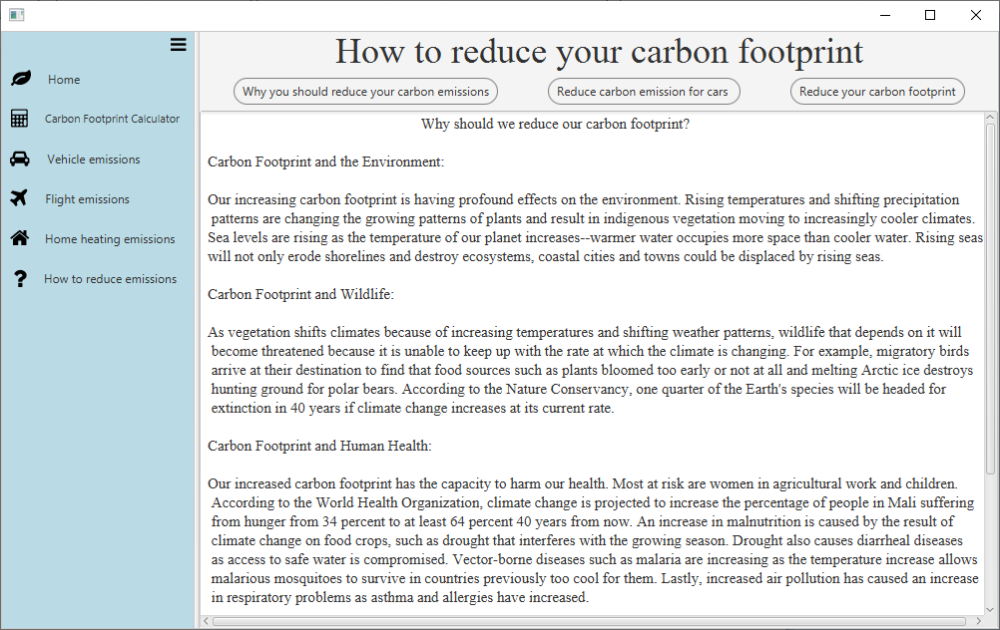 How to reduce your carbon footprint
Home
Carbon Footprint Calculator
Vehicle emissions
Flight emissions
Home heating emissions
How to reduce emissions
Why you should reduce your carbon emissions
Reduce carbon emission for cars
Reduce your carbon footprint
Why should we reduce our carbon footprint?
Carbon Footprint and the Environment:
Our increasing carbon footprint is having profound effects on the environment. Rising temperatures and shifting precipitation
patterns are changing the growing patterns of plants and result in indigenous vegetation moving to increasingly cooler climates.
Sea levels are rising as the temperature of our planet increases--warmer water occupies more space than cooler water. Rising seas
will not only erode shorelines and destroy ecosystems, coastal cities and towns could be displaced by rising seas.
Carbon Footprint and Wildlife:
As vegetation shifts climates because of increasing temperatures and shifting weather patterns, wildlife that depends on it will
become threatened because it is unable to keep up with the rate at which the climate is changing. For example, migratory birds
arrive at their destination to find that food sources such as plants bloomed too early or not at all and melting Arctic ice destroys
hunting ground for polar bears. According to the Nature Conservancy, one quarter of the Earth's species will be headed for
extinction in 40 years if climate change increases at its current rate.
Carbon Footprint and Human Health:
Our increased carbon footprint has the capacity to harm our health. Most at risk are women in agricultural work and children.
According to the World Health Organization, climate change is projected to increase the percentage of people in Mali suffering
from hunger from 34 percent to at least 64 percent 40 years from now. An increase in malnutrition is caused by the result of
climate change on food crops, such as drought that interferes with the growing season. Drought also causes diarrheal diseases
as access to safe water is compromised. Vector-borne diseases such as malaria are increasing as the temperature increase allows
malarious mosquitoes to survive in countries previously too cool for them. Lastly, increased air pollution has caused an increase
in respiratory problems as asthma and allergies have increased.